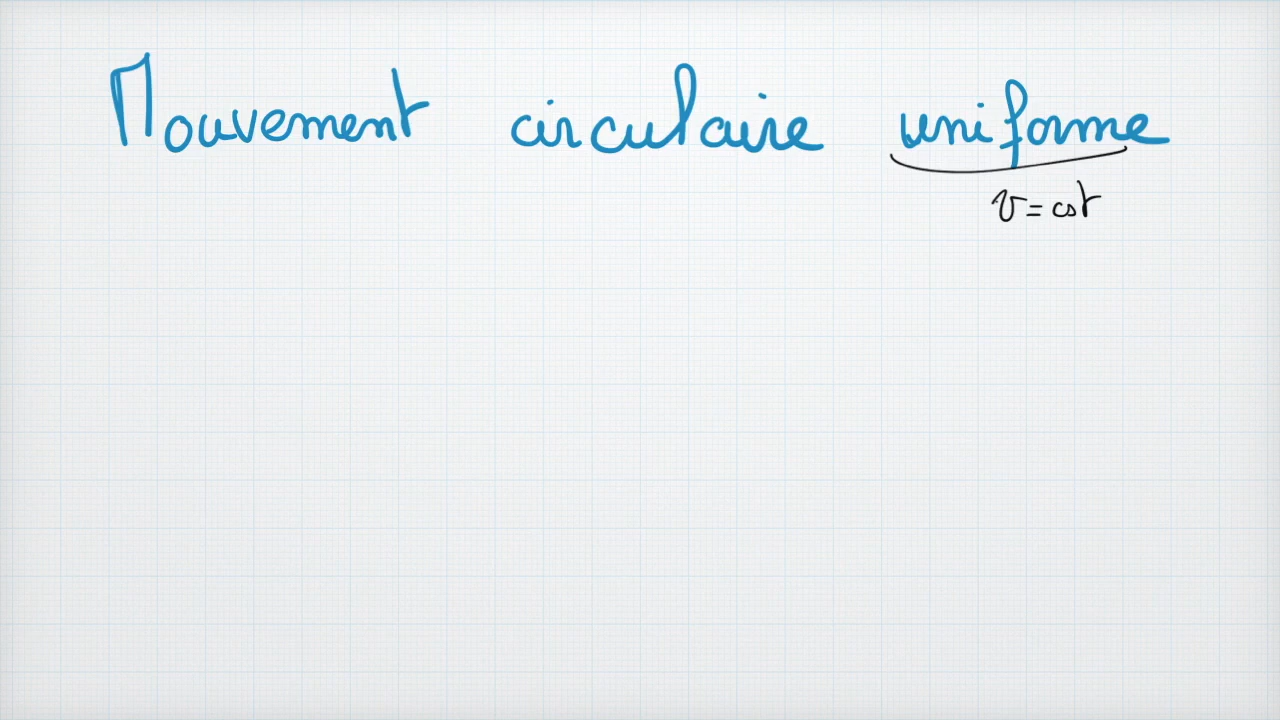 Mouvement circulaire uniforme
v = cst